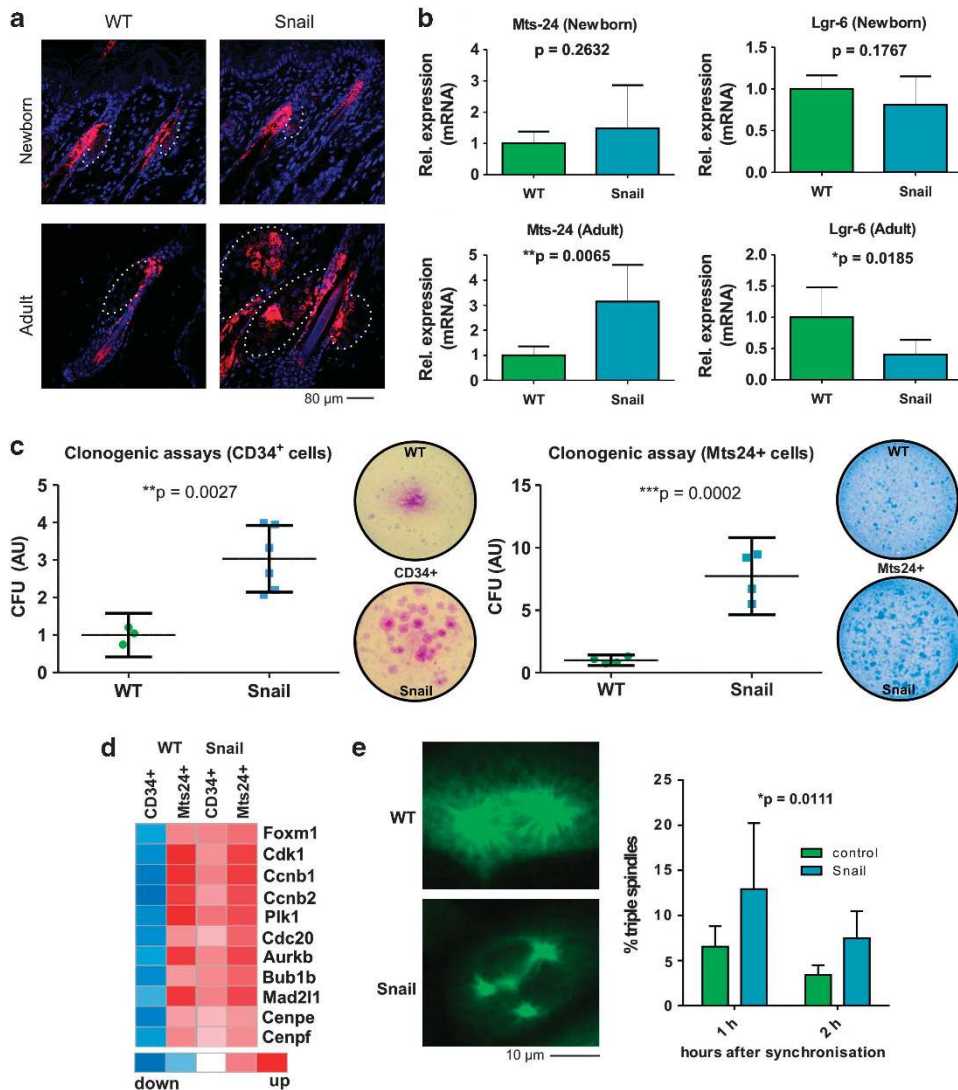 a
WT
Snail
Newborn
Adult
80 µm
b
Mts-24 (Newborn)
p = 0.2632
Rel. expression
(mRNA)
5
4
3
2
1
0
WT
Snail
Lgr-6 (Newborn)
p = 0.1767
Rel. expression
(mRNA)
1.5
1.0
0.5
0.0
WT
Snail
Mts-24 (Adult)
**p = 0.0065
Rel. expression
(mRNA)
5
4
3
2
1
0
WT
Snail
Lgr-6 (Adult)
*p = 0.0185
Rel. expression
(mRNA)
2.0
1.5
1.0
0.5
0.0
WT
Snail
c
Clonogenic assays (CD34+ cells)
**p = 0.0027
CFU (AU)
5
4
3
2
1
0
WT
Snail
WT
CD34+
Snail
Clonogenic assay (Mts24+ cells)
***p = 0.0002
CFU (AU)
15
10
5
0
WT
Snail
WT
Mts24+
Snail
d
WT Snail
CD34+ Mts24+ CD34+ Mts24+
Foxm1
Cdk1
Ccnb1
Ccnb2
Plk1
Cdc20
Aurkb
Bub1b
Mad2l1
Cenpe
Cenpf
down up
e
WT
Snail
10 µm
% triple spindles
25
20
15
10
5
0
*p = 0.0111
control
Snail
1 h
2 h
hours after synchronisation